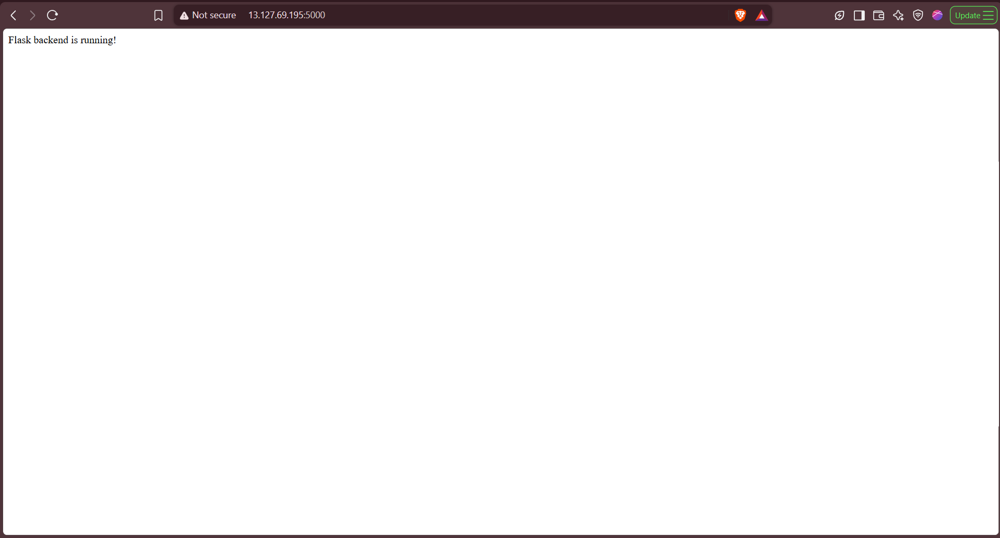 Not secure 13.127.69.195:5000 Update
Flask backend is running!